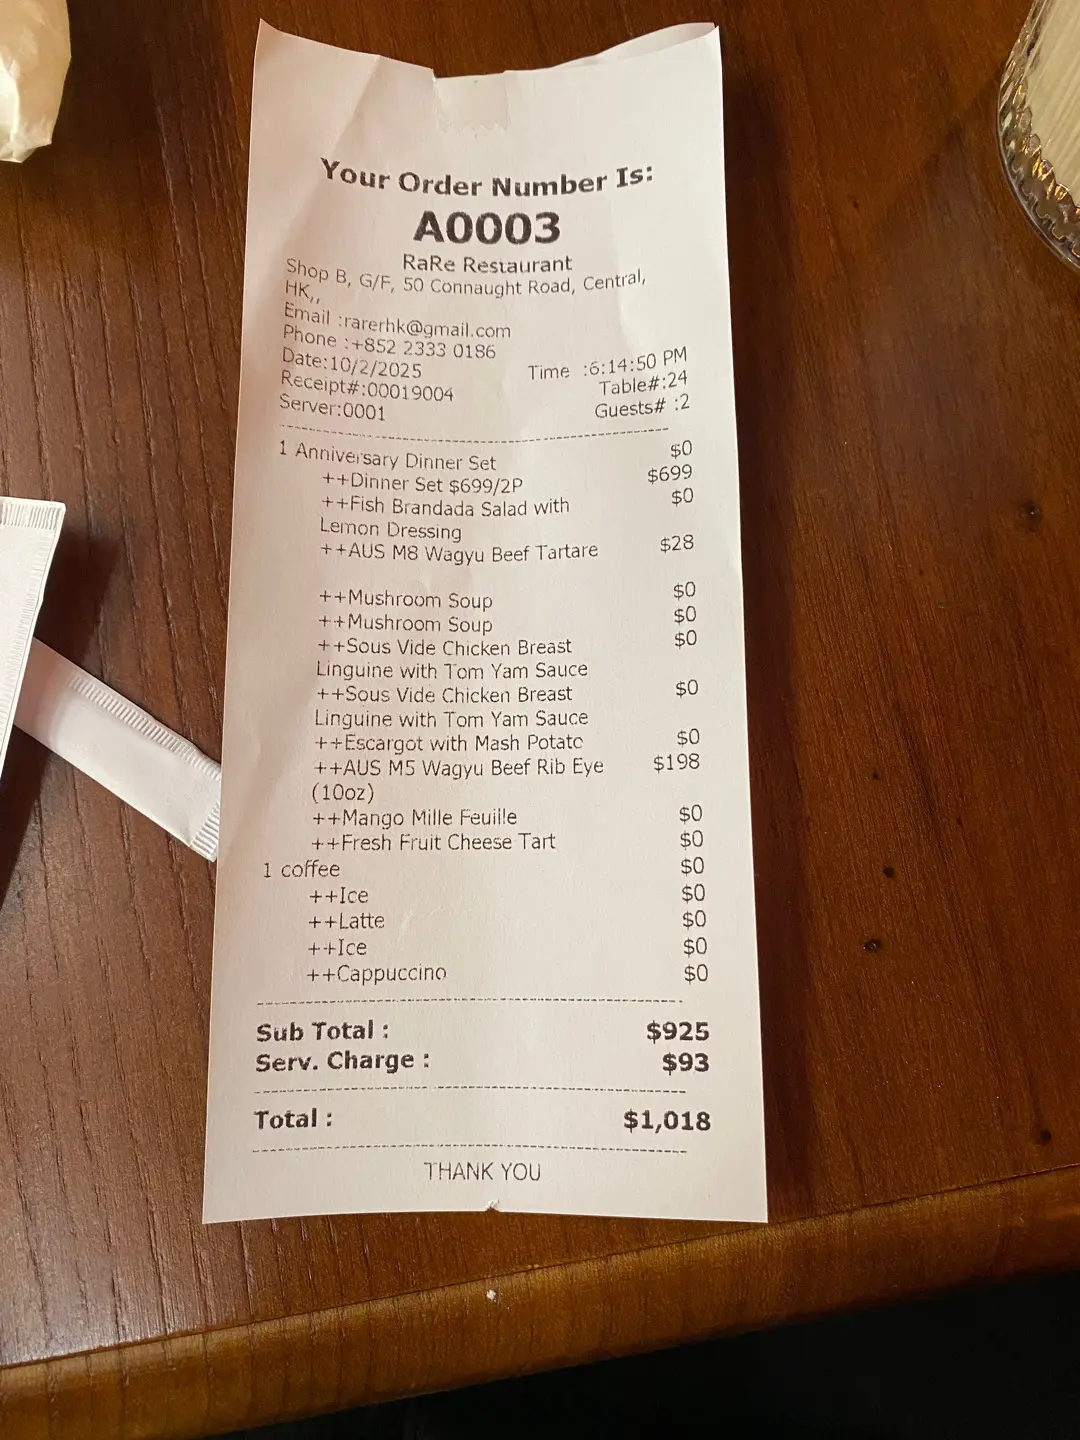 Your Order Number Is:
A0003
RaRe Restaurant
Shop B, G/F, 50 Connaught Road, Central,
HK,,
Email :rarerhk@gmail.com
Phone :+852 2333 0186
Date:10/2/2025 Time :6:14:50 PM
Receipt#:00019004 Table#:24
Server:0001 Guests# :2
1 Anniversary Dinner Set $0
++Dinner Set $699/2P $699
++Fish Brandada Salad with $0
Lemon Dressing
++AUS M8 Wagyu Beef Tartare $28
++Mushroom Soup $0
++Mushroom Soup $0
++Sous Vide Chicken Breast $0
Linguine with Tom Yam Sauce
++Sous Vide Chicken Breast $0
Linguine with Tom Yam Sauce
++Escargot with Mash Potato $0
++AUS M5 Wagyu Beef Rib Eye $198
(10oz)
++Mango Mille Feuille $0
++Fresh Fruit Cheese Tart $0
1 coffee $0
++Ice $0
++Latte $0
++Ice $0
++Cappuccino $0
Sub Total : $925
Serv. Charge : $93
Total : $1,018
THANK YOU